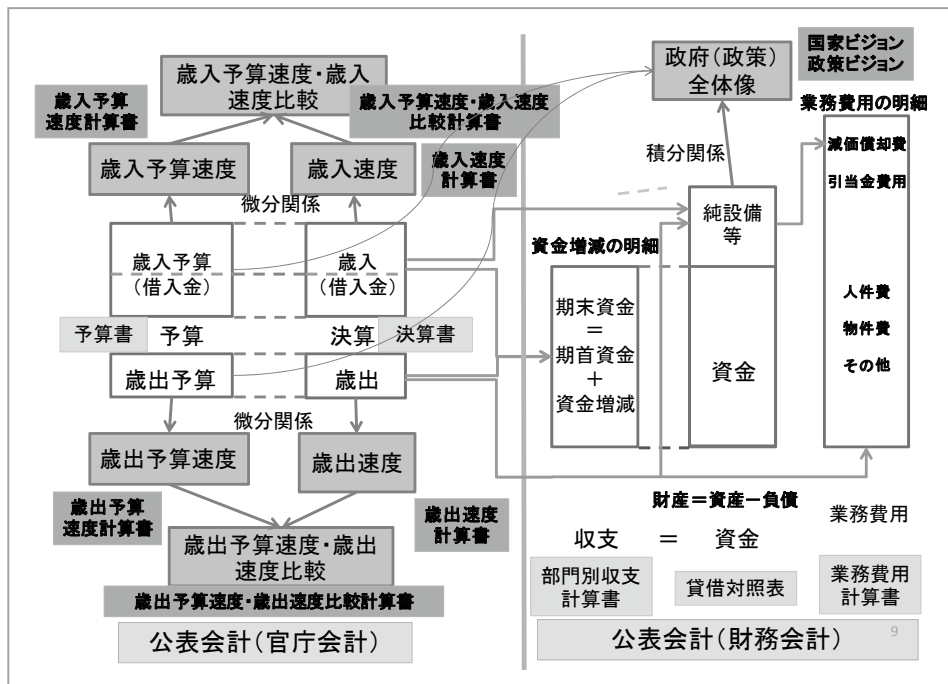 歳入予算速度・歳入
速度比較
歳入予算
速度計算書
歳入予算速度・歳入速度
比較計算書
歳入予算速度
歳入速度
歳入速度
計算書
微分関係
歳入予算
(借入金)
歳入
(借入金)
予算書
予算
決算
決算書
歳出予算
歳出
微分関係
歳出予算速度
歳出速度
歳出予算
速度計算書
歳出速度
計算書
歳出予算速度・歳出
速度比較
歳出予算速度・歳出速度比較計算書
公表会計(官庁会計)
国家ビジョン
政策ビジョン
政府(政策)
全体像
業務費用の明細
積分関係
減価償却費
引当金費用
純設備
等
資金増減の明細
期末資金
=
期首資金
+
資金増減
資金
人件費
物件費
その他
財産=資産-負債
業務費用
収支 = 資金
部門別収支
計算書
貸借対照表
業務費用
計算書
公表会計(財務会計)
9